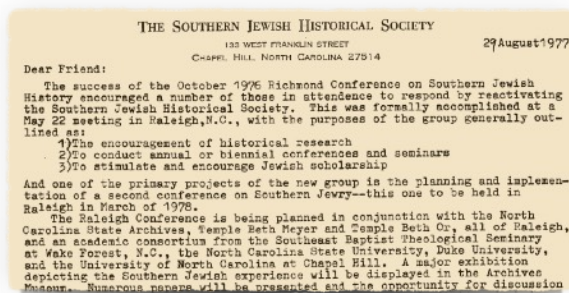 THE SOUTHERN JEWISH HISTORICAL SOCIETY
133 WEST FRANKLIN STREET
CHAPEL HILL, NORTH CAROLINA 27514
29August1977
Dear Friend:
The success of the October 1976 Richmond Conference on Southern Jewish
History encouraged a number of those in attendence to respond by reactivating
the Southern Jewish Historical Society. This was formally accomplished at a
May 22 meeting in Raleigh,N.C., with the purposes of the group generally out-
lined as:
1)The encouragement of historical research
2)To conduct annual or biennial conferences and seminars
3)To stimulate and encourage Jewish scholarship
And one of the primary projects of the new group is the planning and implemen-
tation of a second conference on Southern Jewry--this one to be held in
Raleigh in March of 1978.
The Raleigh Conference is being planned in conjunction with the North
Carolina State Archives, Temple Beth Meyer and Temple Beth Or, all of Raleigh,
and an academic consortium from the Southeast Baptist Theological Seminary
at Wake Forest, N.C., the North Carolina State University, Duke University,
and the University of North Carolina at Chapel Hill. A major exhibition
depicting the Southern Jewish experience will be displayed in the Archives
Museum. Numerous papers will be presented and the opportunity for discussion